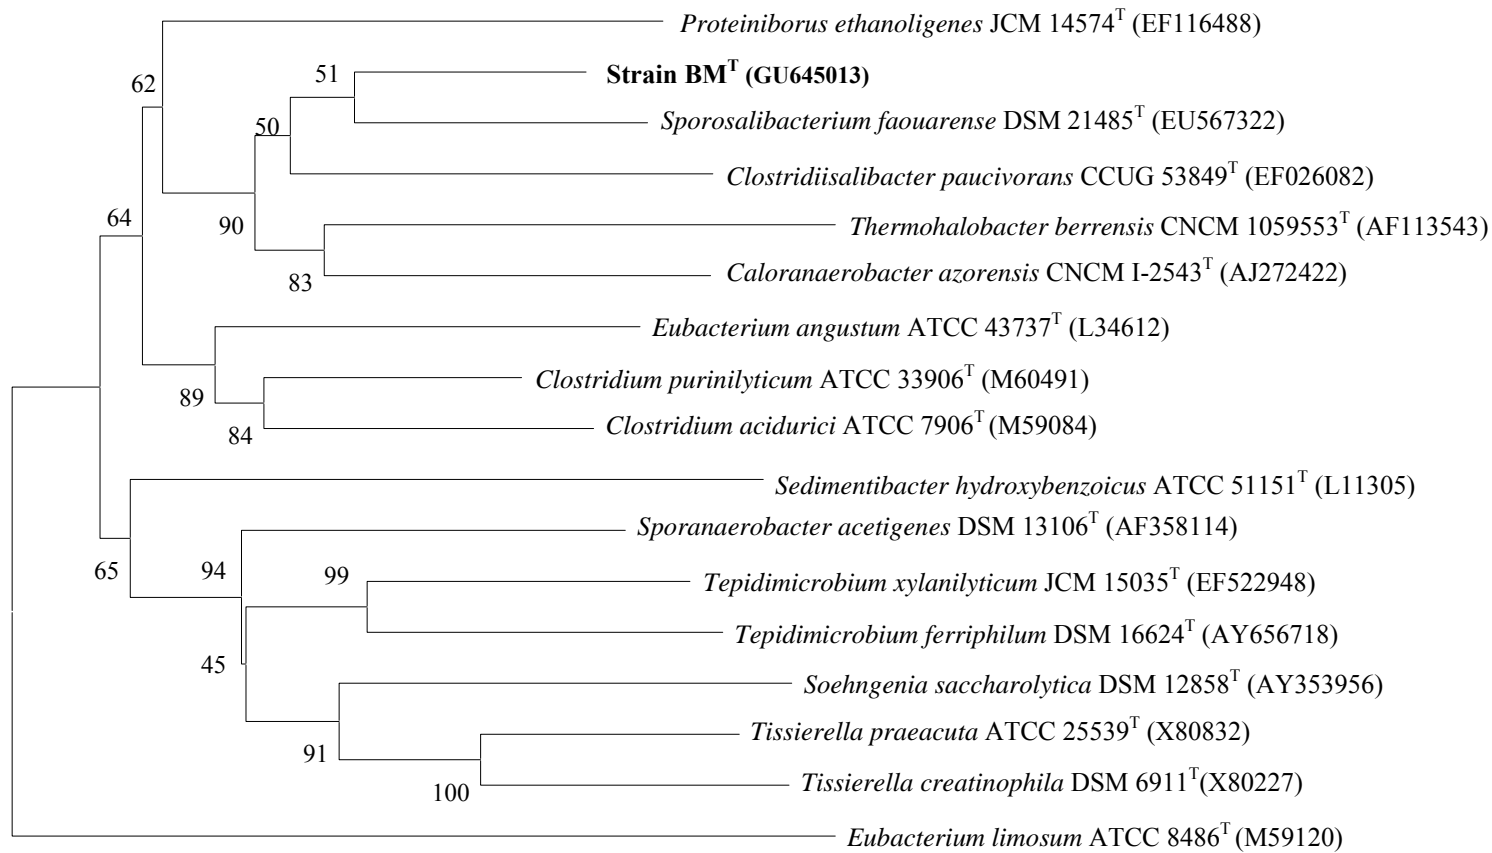 Proteiniborus ethanoligenes JCM 14574T (EF116488)
62
51
Strain BMT (GU645013)
50
Sporosalibacterium faouarense DSM 21485T (EU567322)
Clostridiisalibacter paucivorans CCUG 53849T (EF026082)
64
90
Thermohalobacter berrensis CNCM 1059553T (AF113543)
83
Caloranaerobacter azorensis CNCM I-2543T (AJ272422)
Eubacterium angustum ATCC 43737T (L34612)
89
Clostridium purinilyticum ATCC 33906T (M60491)
84
Clostridium acidurici ATCC 7906T (M59084)
Sedimentibacter hydroxybenzoicus ATCC 51151T (L11305)
Sporanaerobacter acetigenes DSM 13106T (AF358114)
65
94
99
Tepidimicrobium xylanilyticum JCM 15035T (EF522948)
Tepidimicrobium ferriphilum DSM 16624T (AY656718)
45
Soehngenia saccharolytica DSM 12858T (AY353956)
91
Tissierella praeacuta ATCC 25539T (X80832)
100
Tissierella creatinophila DSM 6911T(X80227)
Eubacterium limosum ATCC 8486T (M59120)